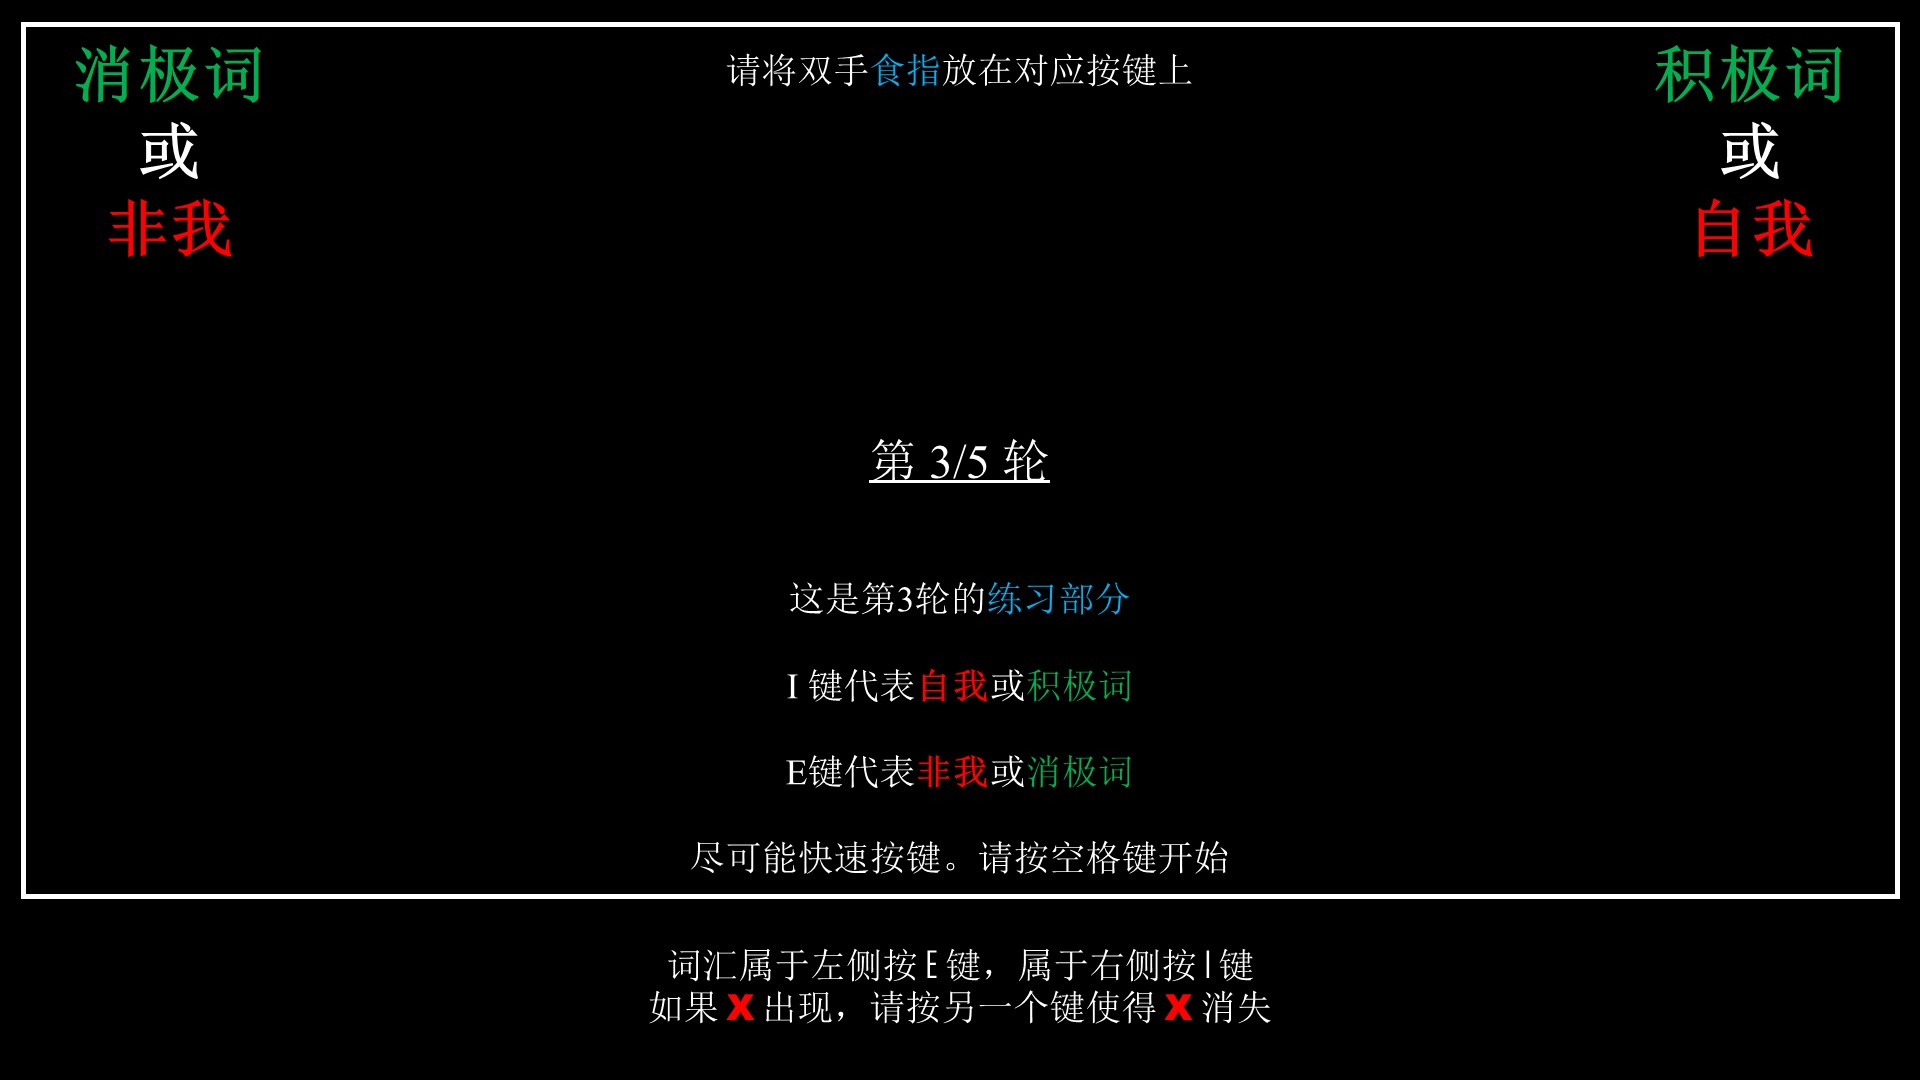 消极词
或
非我
请将双手食指放在对应按键上
积极词
或
自我
第 3/5 轮
这是第3轮的练习部分
I 键代表自我或积极词
E键代表非我或消极词
尽可能快速按键。请按空格键开始
词汇属于左侧按 E 键，属于右侧按 I 键
如果 X 出现，请按另一个键使得 X 消失